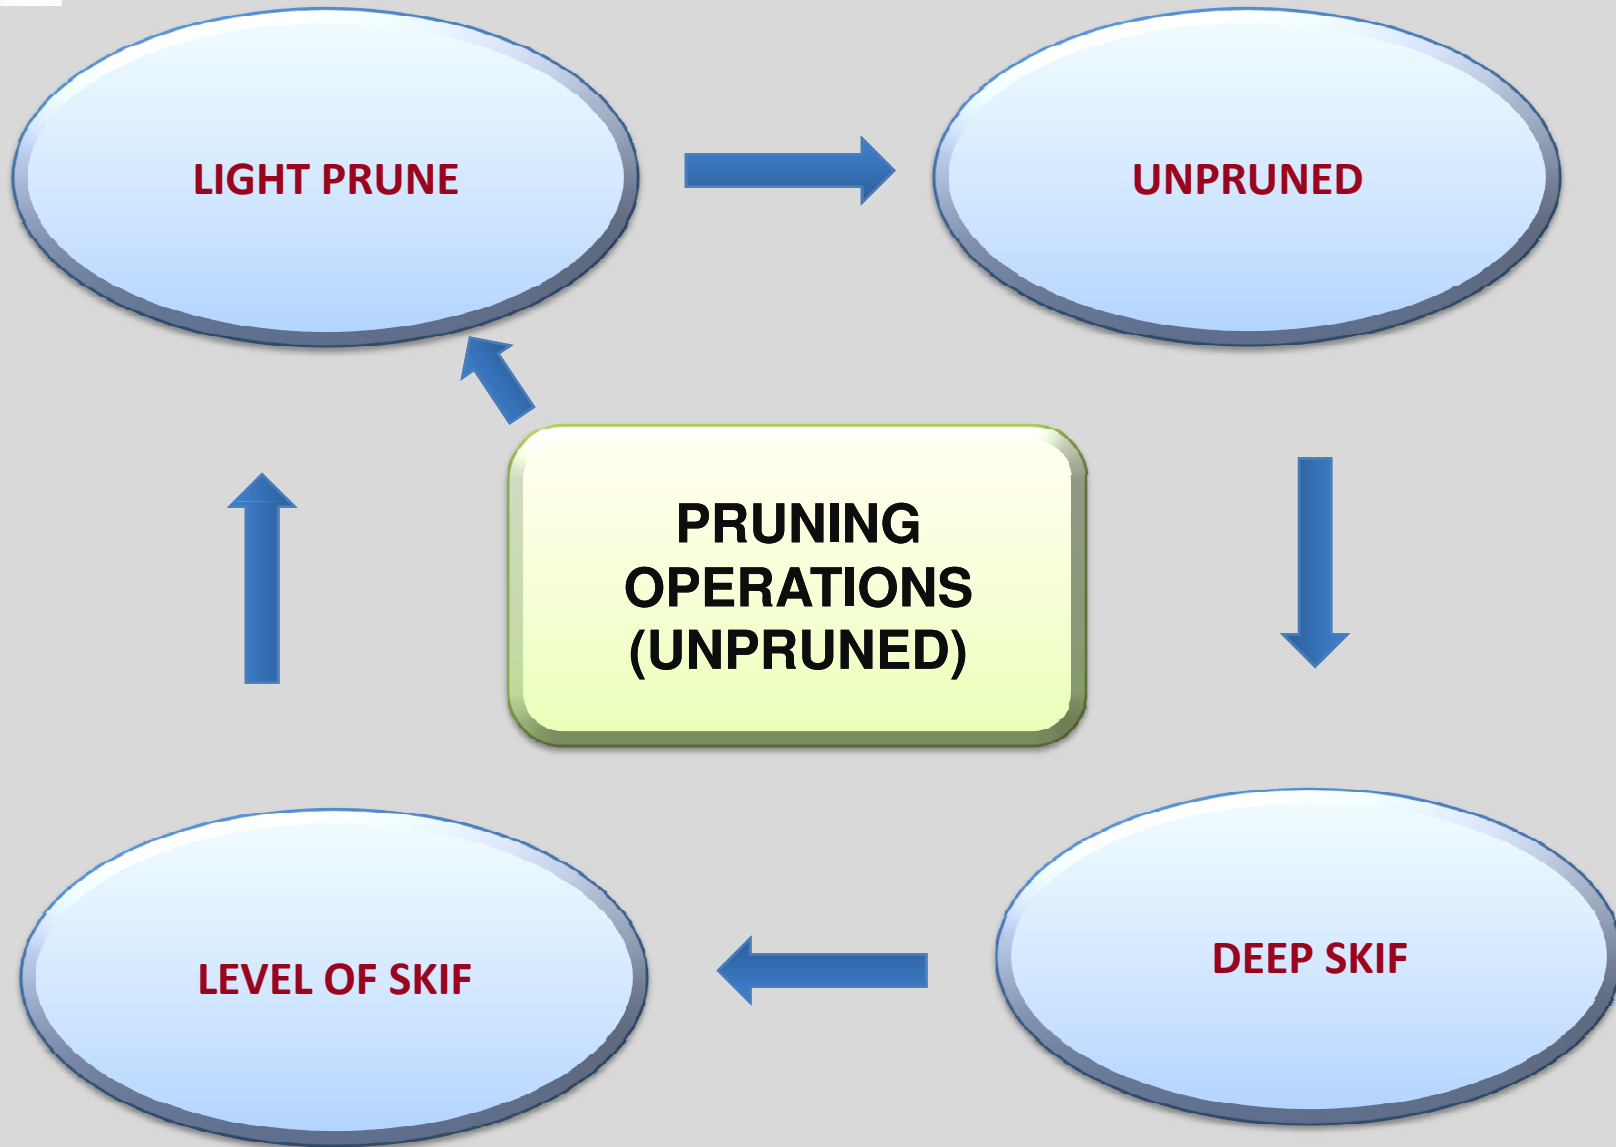 LIGHT PRUNE
UNPRUNED
PRUNING
OPERATIONS
(UNPRUNED)
LEVEL OF SKIF
DEEP SKIF